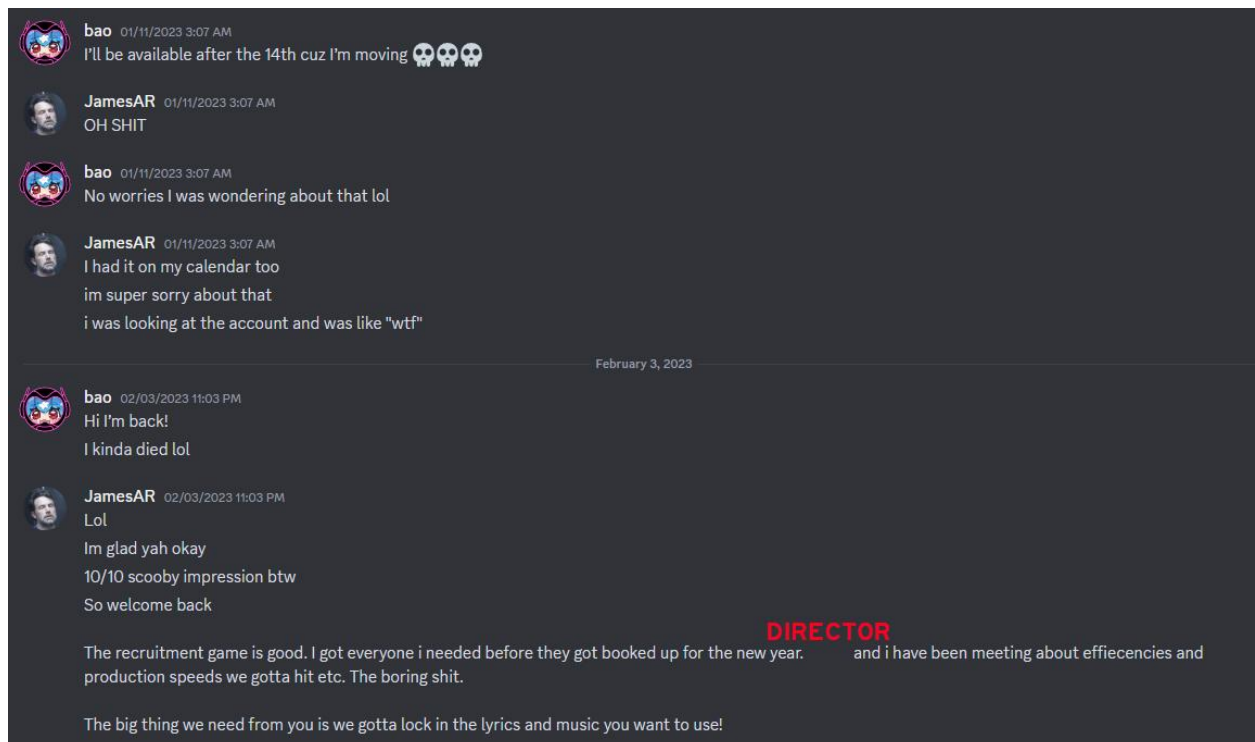 bao 01/11/2023 3:07 AM
I'll be available after the 14th cuz I'm moving 💀💀💀
JamesAR 01/11/2023 3:07 AM
OH SHIT
bao 01/11/2023 3:07 AM
No worries I was wondering about that lol
JamesAR 01/11/2023 3:07 AM
I had it on my calendar too
im super sorry about that
i was looking at the account and was like "wtf"
February 3, 2023
bao 02/03/2023 11:03 PM
Hi I'm back!
I kinda died lol
JamesAR 02/03/2023 11:03 PM
Lol
Im glad yah okay
10/10 scooby impression btw
So welcome back
DIRECTOR
The recruitment game is good. I got everyone i needed before they got booked up for the new year. and i have been meeting about effiecencies and
production speeds we gotta hit etc. The boring shit.
The big thing we need from you is we gotta lock in the lyrics and music you want to use!